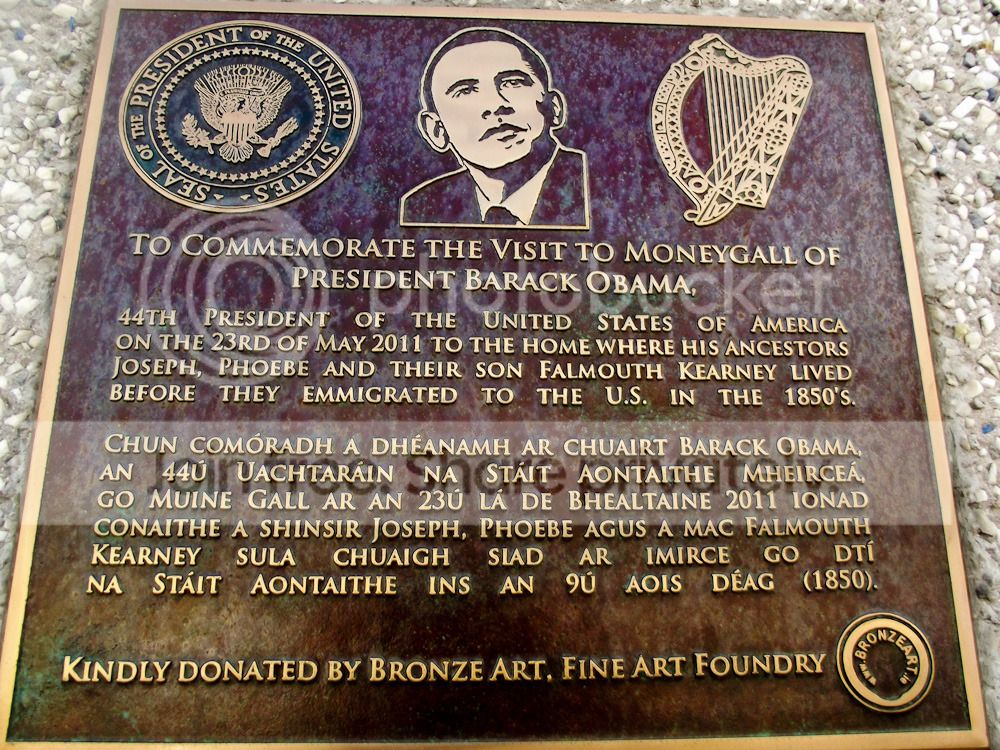 SEAL OF THE PRESIDENT OF THE UNITED STATES
TO COMMEMORATE THE VISIT TO MONEYGALL OF
PRESIDENT BARACK OBAMA,
44TH PRESIDENT OF THE UNITED STATES OF AMERICA
ON THE 23RD OF MAY 2011 TO THE HOME WHERE HIS ANCESTORS
JOSEPH, PHOEBE AND THEIR SON FALMOUTH KEARNEY LIVED
BEFORE THEY EMMIGRATED TO THE U.S. IN THE 1850'S.
CHUN COMÓRADH A DHÉANAMH AR CHUAIRT BARACK OBAMA,
AN 44Ú UACHTARÁIN NA STÁIT AONTAITHE MHEIRCEÁ,
GO MUINE GALL AR AN 23Ú LÁ DE BHEALTAINE 2011 IONAD
CONAITHE A SHINSIR JOSEPH, PHOEBE AGUS A MAC FALMOUTH
KEARNEY SULA CHUAIGH SIAD AR IMIRCE GO DTÍ
NA STÁIT AONTAITHE INS AN 9Ú AOIS DÉAG (1850).
KINDLY DONATED BY BRONZE ART, FINE ART FOUNDRY
www.BRONZEART.ie
photobucket